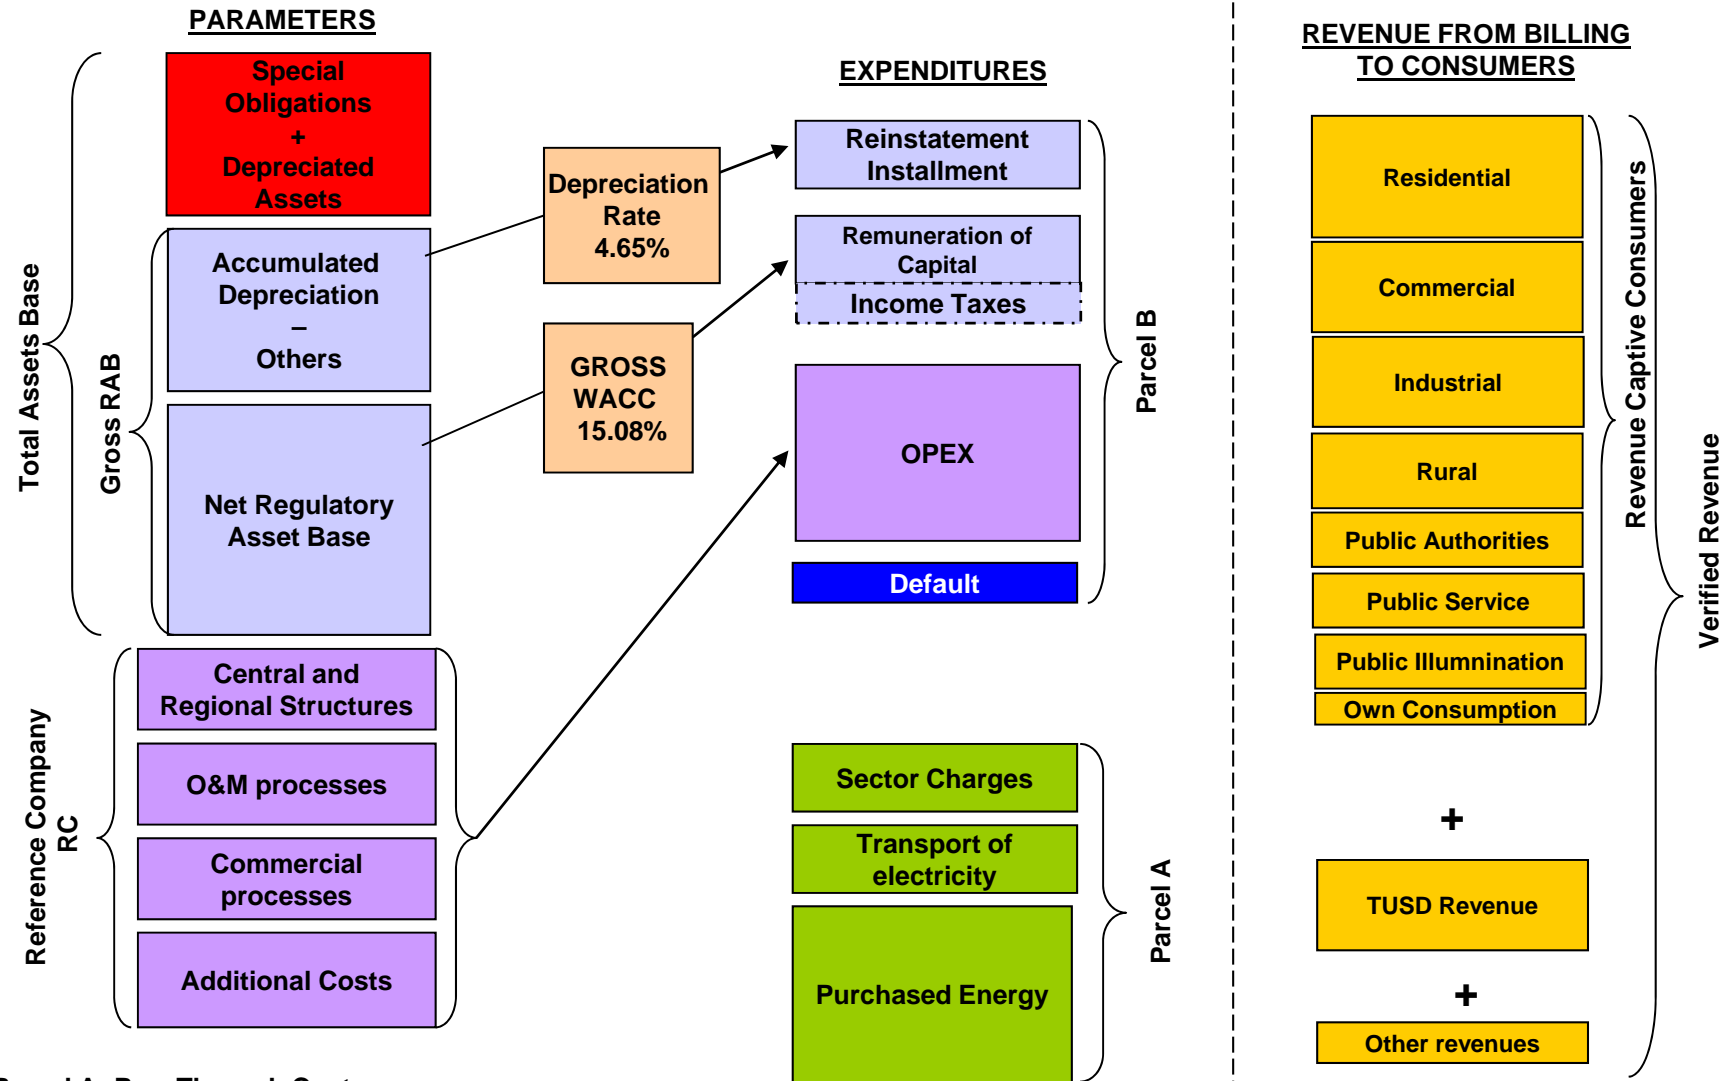 PARAMETERS
Special
Obligations
+
Depreciated
Assets
Accumulated
Depreciation
–
Others
Net Regulatory
Asset Base
Total Assets Base
Gross RAB
Central and
Regional Structures
O&M processes
Commercial
processes
Additional Costs
Reference Company
RC
Depreciation
Rate
4.65%
GROSS
WACC
15.08%
EXPENDITURES
Reinstatement
Installment
Remuneration of
Capital
Income Taxes
OPEX
Default
Parcel B
Sector Charges
Transport of
electricity
Purchased Energy
Parcel A
REVENUE FROM BILLING
TO CONSUMERS
Residential
Commercial
Industrial
Rural
Public Authorities
Public Service
Public Illumnination
Own Consumption
Revenue Captive Consumers
+
TUSD Revenue
+
Other revenues
Verified Revenue